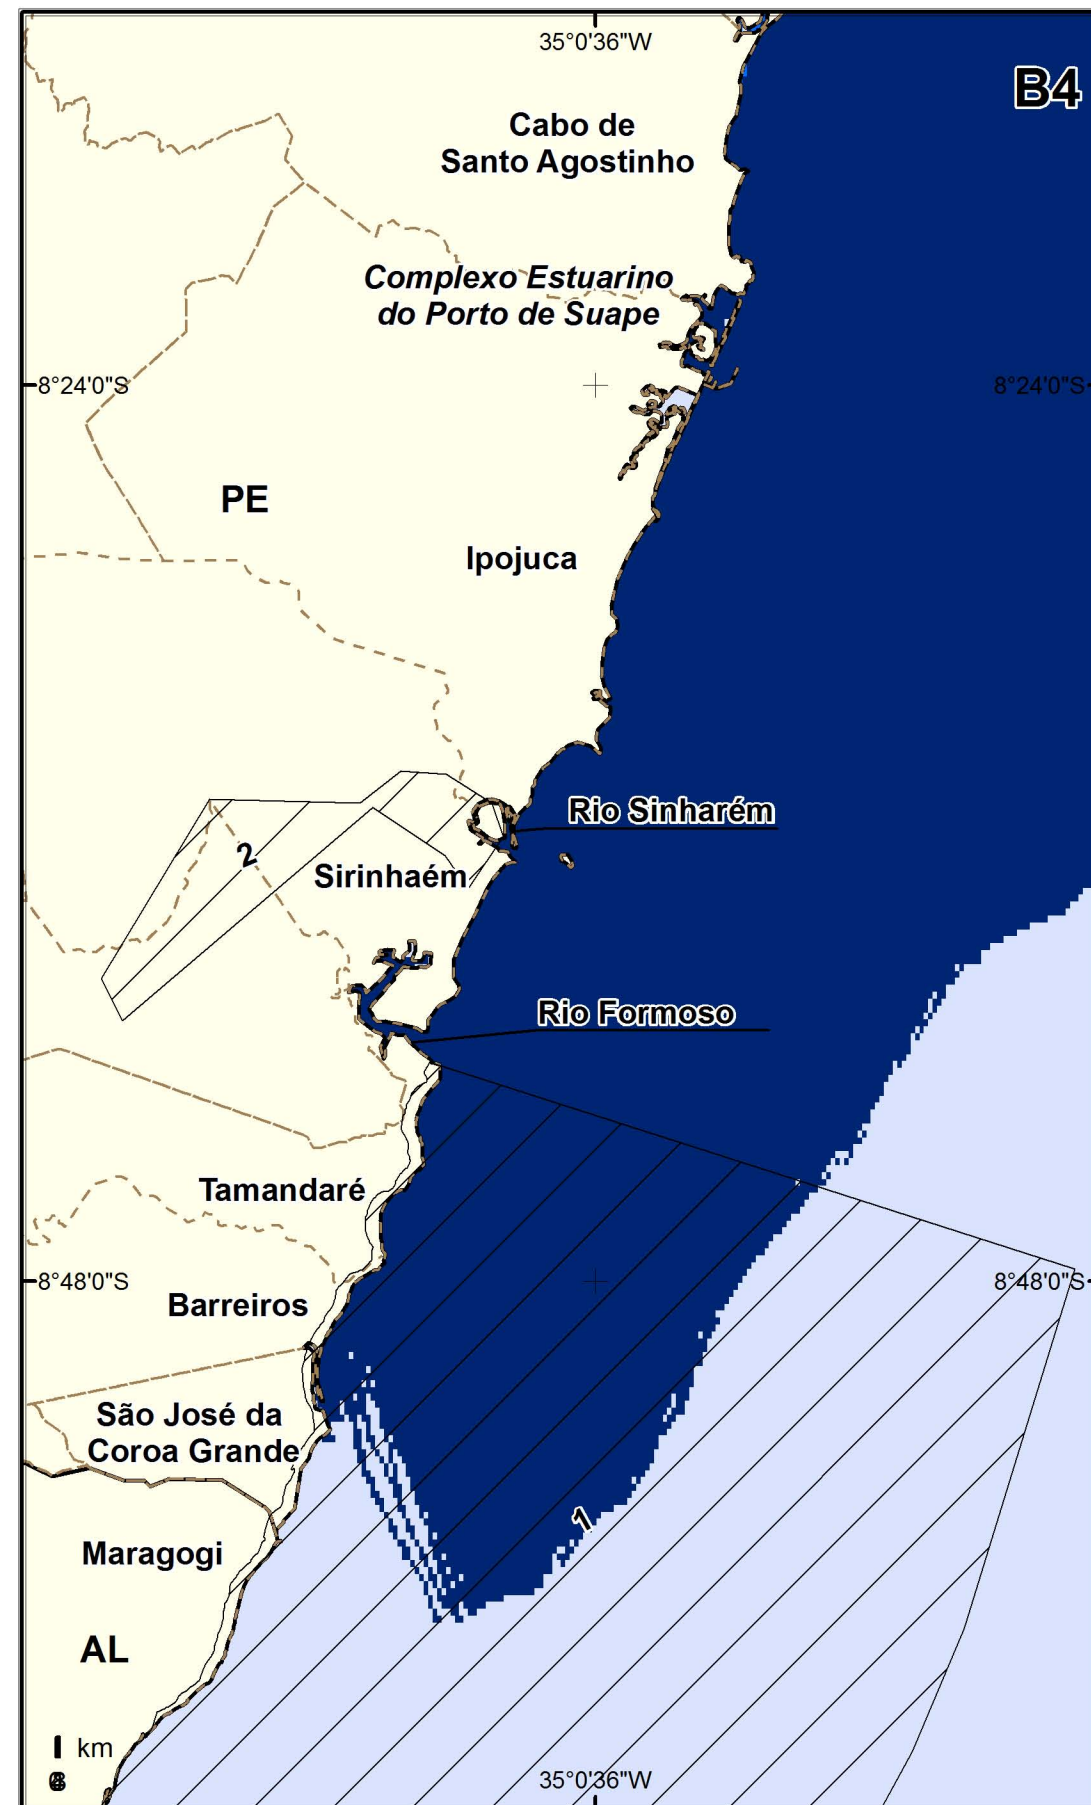 35°0'36"W
B4
Cabo de
Santo Agostinho
Complexo Estuarino
do Porto de Suape
8°24'0"S
8°24'0"S
PE
Ipojuca
Rio Sinharém
2
Sirinhaém
Rio Formoso
Tamandaré
8°48'0"S
8°48'0"S
Barreiros
São José da
Coroa Grande
1
Maragogi
AL
km
35°0'36"W